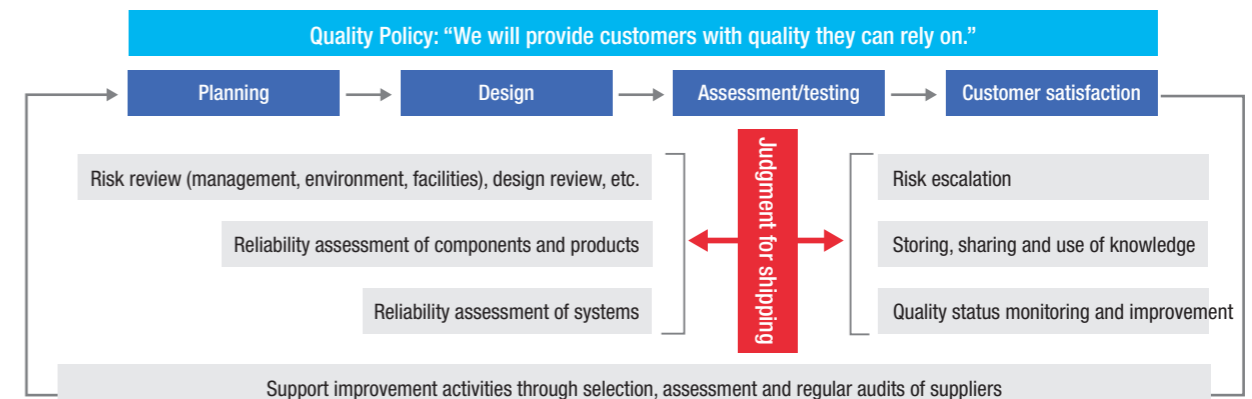 Quality Policy: “We will provide customers with quality they can rely on.”
Planning
Design
Assessment/testing
Customer satisfaction
Risk review (management, environment, facilities), design review, etc.
Reliability assessment of components and products
Reliability assessment of systems
Judgment for shipping
Risk escalation
Storing, sharing and use of knowledge
Quality status monitoring and improvement
Support improvement activities through selection, assessment and regular audits of suppliers